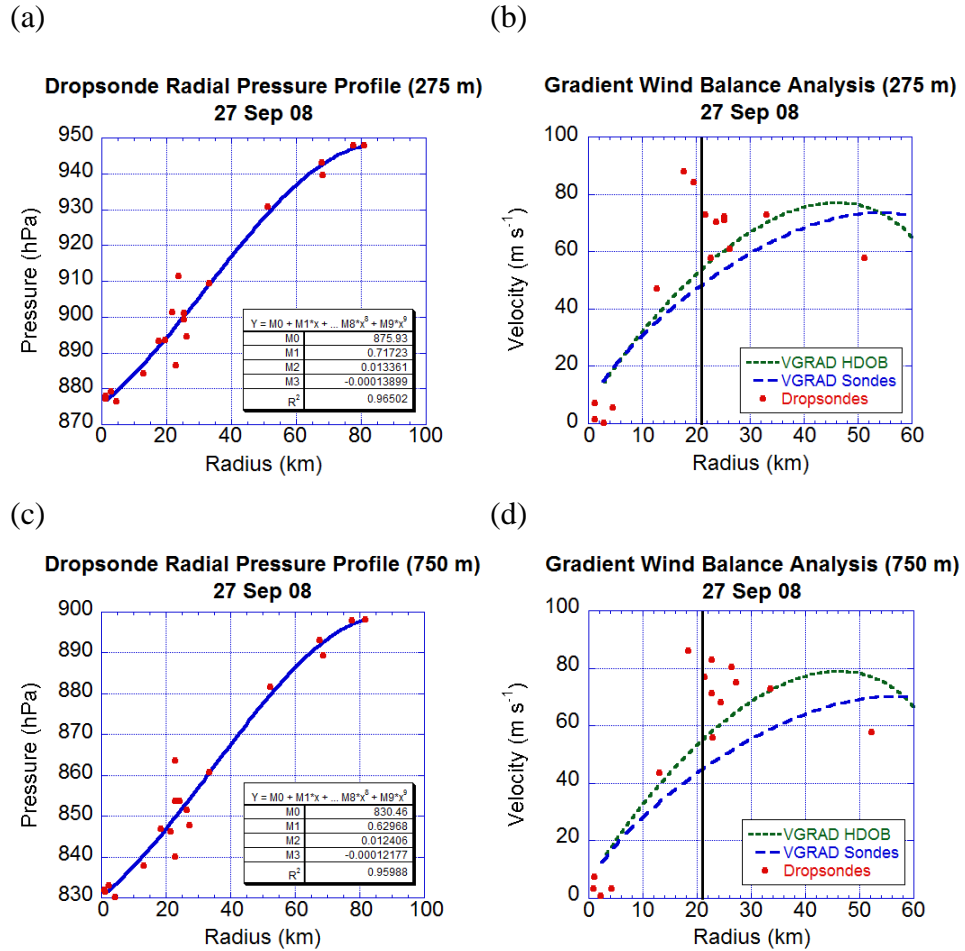 (a)
(b)
Dropsonde Radial Pressure Profile (275 m)
27 Sep 08
950
940
930
920
910
900
890
880
870
Pressure (hPa)
0
20
40
60
80
100
Radius (km)
Y = M0 + M1*x + ... M8*x⁸ + M9*x⁹
M0 875.93
M1 0.71723
M2 0.013361
M3 -0.00013899
R² 0.96502
Gradient Wind Balance Analysis (275 m)
27 Sep 08
100
80
60
40
20
0
Velocity (m s⁻¹)
0
10
20
30
40
50
60
Radius (km)
VGRAD HDOB
VGRAD Sondes
Dropsondes
(c)
(d)
Dropsonde Radial Pressure Profile (750 m)
27 Sep 08
900
890
880
870
860
850
840
830
Pressure (hPa)
0
20
40
60
80
100
Radius (km)
Y = M0 + M1*x + ... M8*x⁸ + M9*x⁹
M0 830.46
M1 0.62968
M2 0.012406
M3 -0.00012177
R² 0.95988
Gradient Wind Balance Analysis (750 m)
27 Sep 08
100
80
60
40
20
0
Velocity (m s⁻¹)
0
10
20
30
40
50
60
Radius (km)
VGRAD HDOB
VGRAD Sondes
Dropsondes